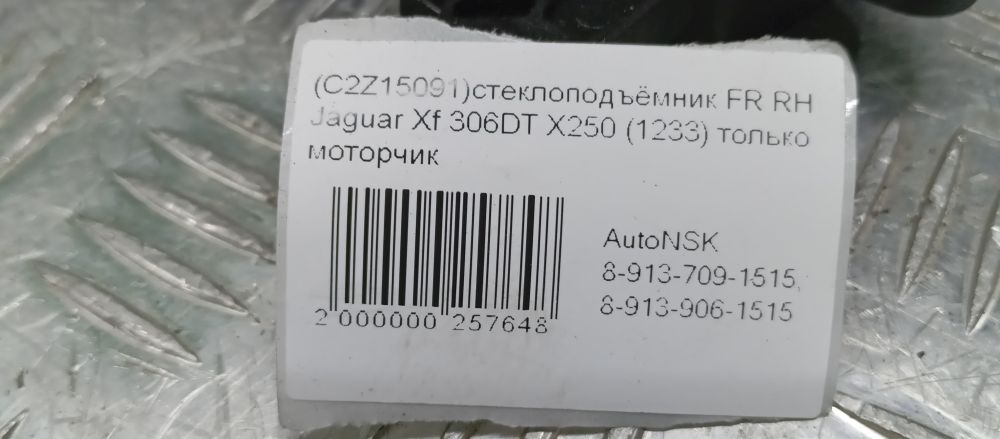 (C2Z15091)стеклоподъёмник FR RH
Jaguar Xf 306DT X250 (1233) только
моторчик
AutoNSK
8-913-709-1515,
8-913-906-1515
2 000000 257648